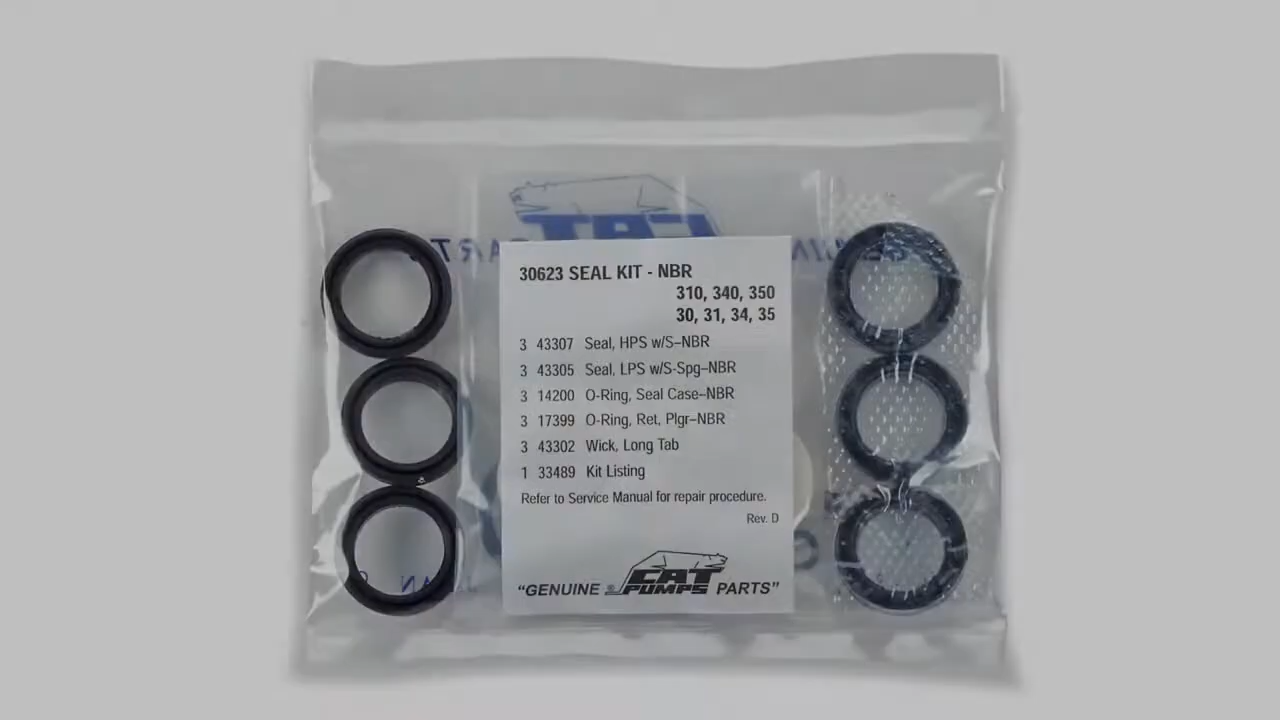 30623 SEAL KIT - NBR
310, 340, 350
30, 31, 34, 35
3 43307 Seal, HPS w/S–NBR
3 43305 Seal, LPS w/S-Spg–NBR
3 14200 O-Ring, Seal Case–NBR
3 17399 O-Ring, Ret, Plgr–NBR
3 43302 Wick, Long Tab
1 33489 Kit Listing
Refer to Service Manual for repair procedure.
Rev. D
“GENUINE ® CAT PUMPS PARTS”